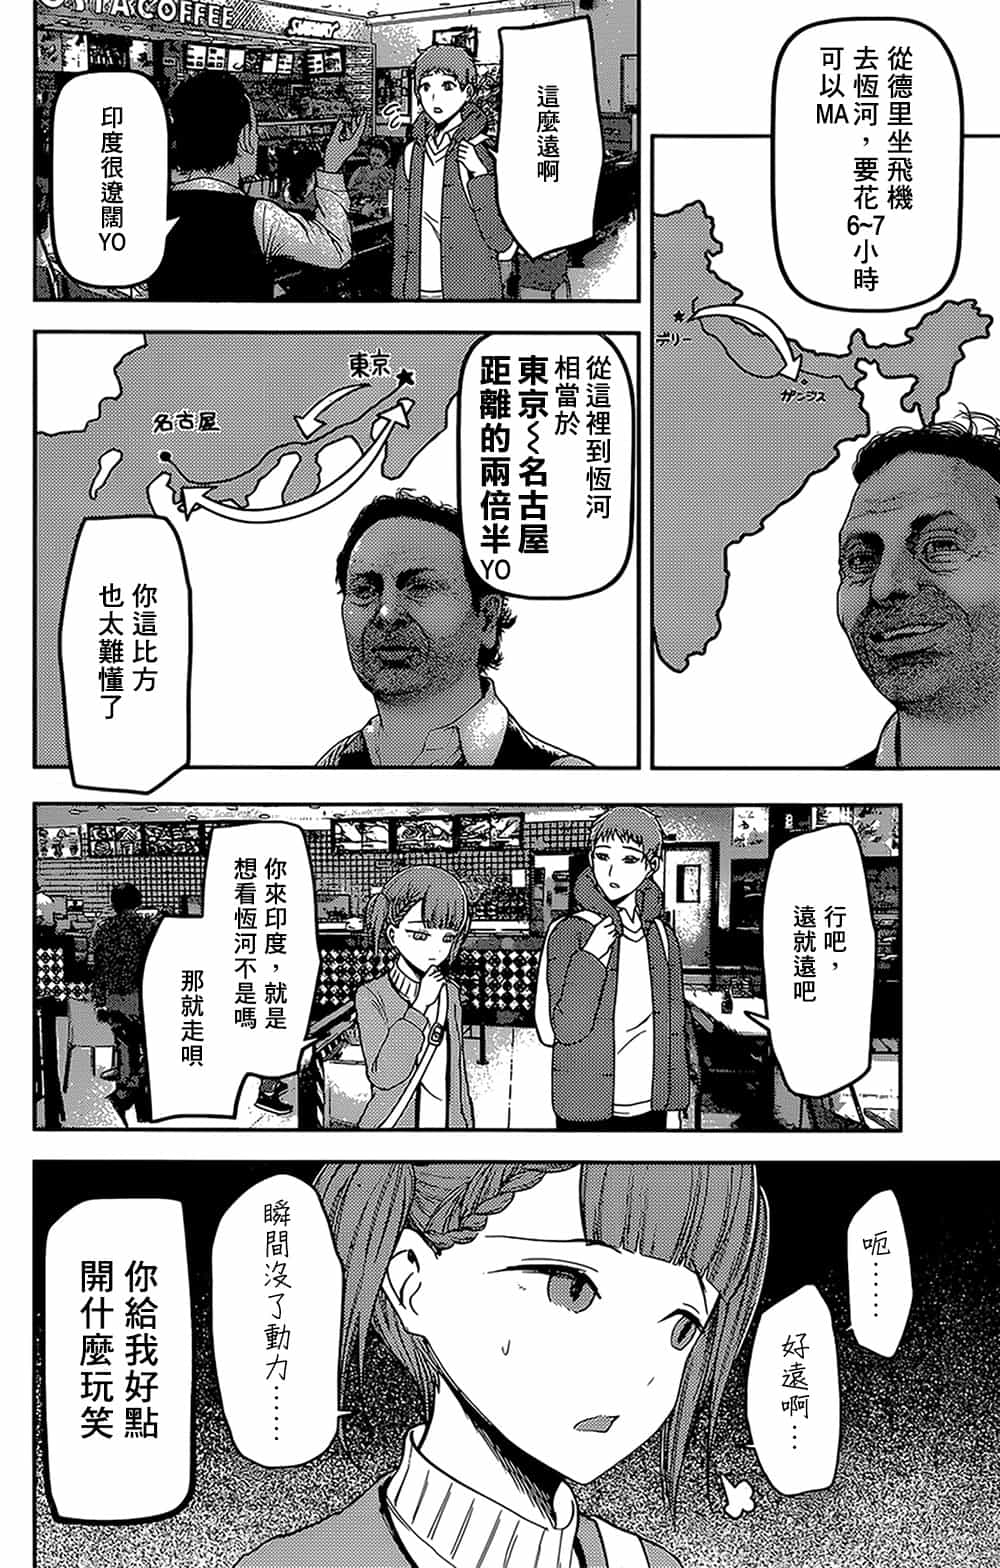 從德里坐飛機
去恆河，要花
6~7小時
可以MA
デリー
ガンジス
COSTA COFFEE
這麼遠啊
印度很遼闊
YO
從這裡到恆河
相當於
東京～名古屋
距離的兩倍半
YO
東京
名古屋
你這比方
也太難懂了
行吧，
遠就遠吧
你來印度，就是
想看恆河不是嗎
那就走唄
呃……
好遠啊…
瞬間沒了動力……
你給我好點
開什麼玩笑